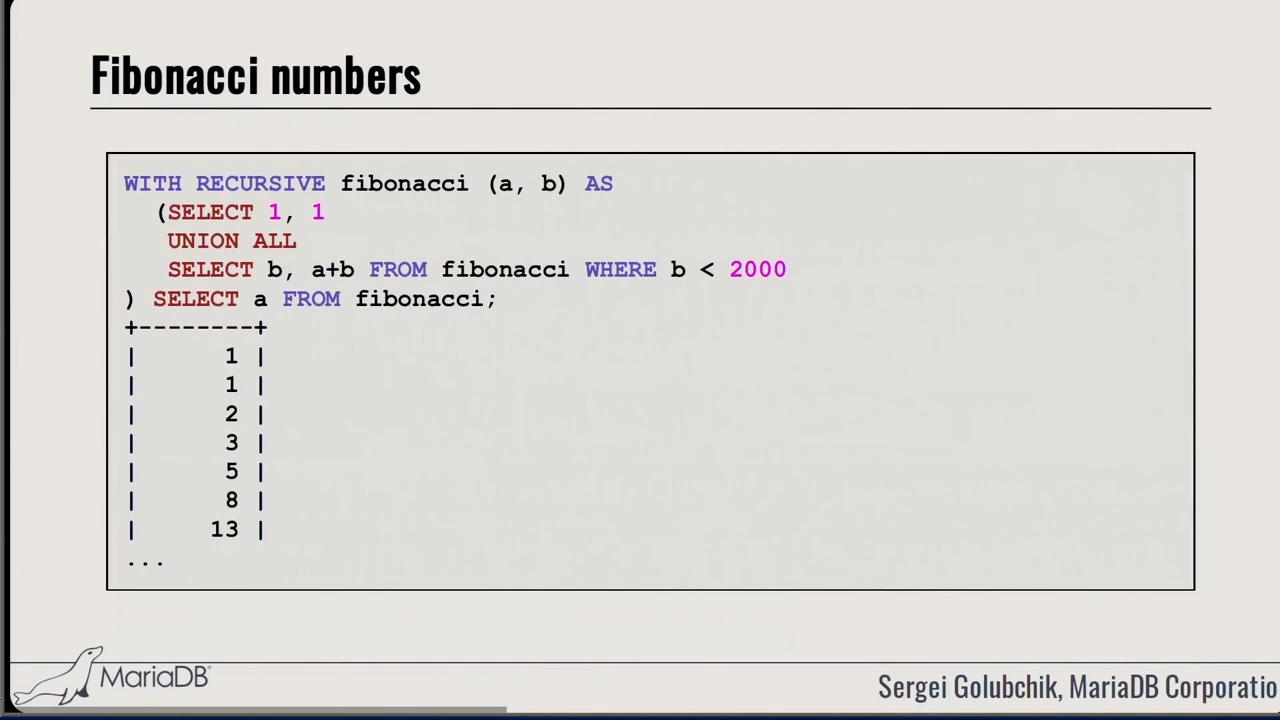 Fibonacci numbers
WITH RECURSIVE fibonacci (a, b) AS
(SELECT 1, 1
UNION ALL
SELECT b, a+b FROM fibonacci WHERE b < 2000
) SELECT a FROM fibonacci;
+--------+
| 1 |
| 1 |
| 2 |
| 3 |
| 5 |
| 8 |
| 13 |
...
MariaDB
Sergei Golubchik, MariaDB Corporatio